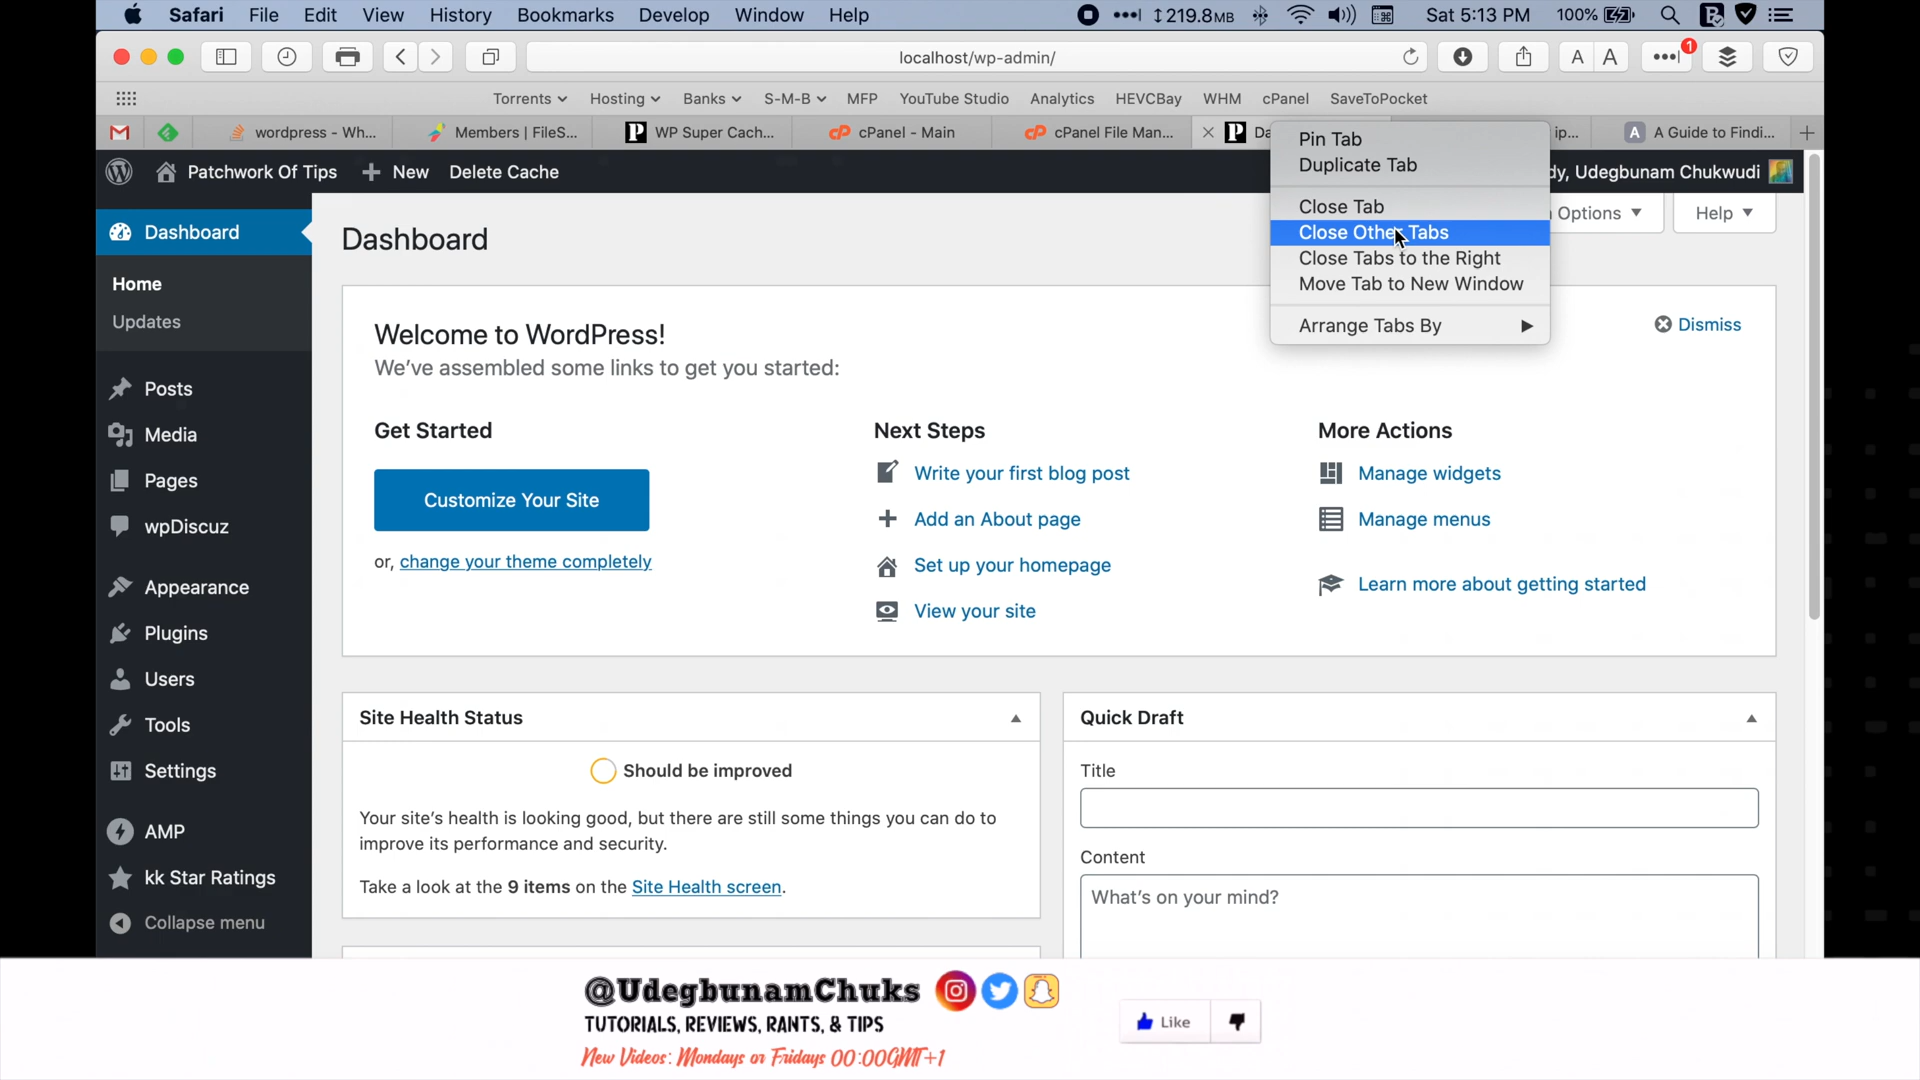 Safari File Edit View History Bookmarks Develop Window Help 219.8MB Sat 5:13 PM 100%
localhost/wp-admin/ A A 1
Torrents Hosting Banks S-M-B MFP YouTube Studio Analytics HEVCBay WHM cPanel SaveToPocket
wordpress - Wh... Members | FileS... WP Super Cach... cPanel - Main cPanel File Man... Da ip... A Guide to Findi...
Pin Tab
Duplicate Tab
Close Tab
Close Other Tabs
Close Tabs to the Right
Move Tab to New Window
Arrange Tabs By
Patchwork Of Tips New Delete Cache dy, Udegbunam Chukwudi
Options Help
Dashboard
Home
Updates
Posts
Media
Pages
wpDiscuz
Appearance
Plugins
Users
Tools
Settings
AMP
kk Star Ratings
Collapse menu
Dashboard
Welcome to WordPress!
We've assembled some links to get you started:
Dismiss
Get Started
Customize Your Site
or, change your theme completely
Next Steps
Write your first blog post
Add an About page
Set up your homepage
View your site
More Actions
Manage widgets
Manage menus
Learn more about getting started
Site Health Status
Should be improved
Your site's health is looking good, but there are still some things you can do to
improve its performance and security.
Take a look at the 9 items on the Site Health screen.
Quick Draft
Title
Content
What's on your mind?
@UdegbunamChuks
TUTORIALS, REVIEWS, RANTS, & TIPS
New Videos: Mondays or Fridays 00:00GMT+1
Like